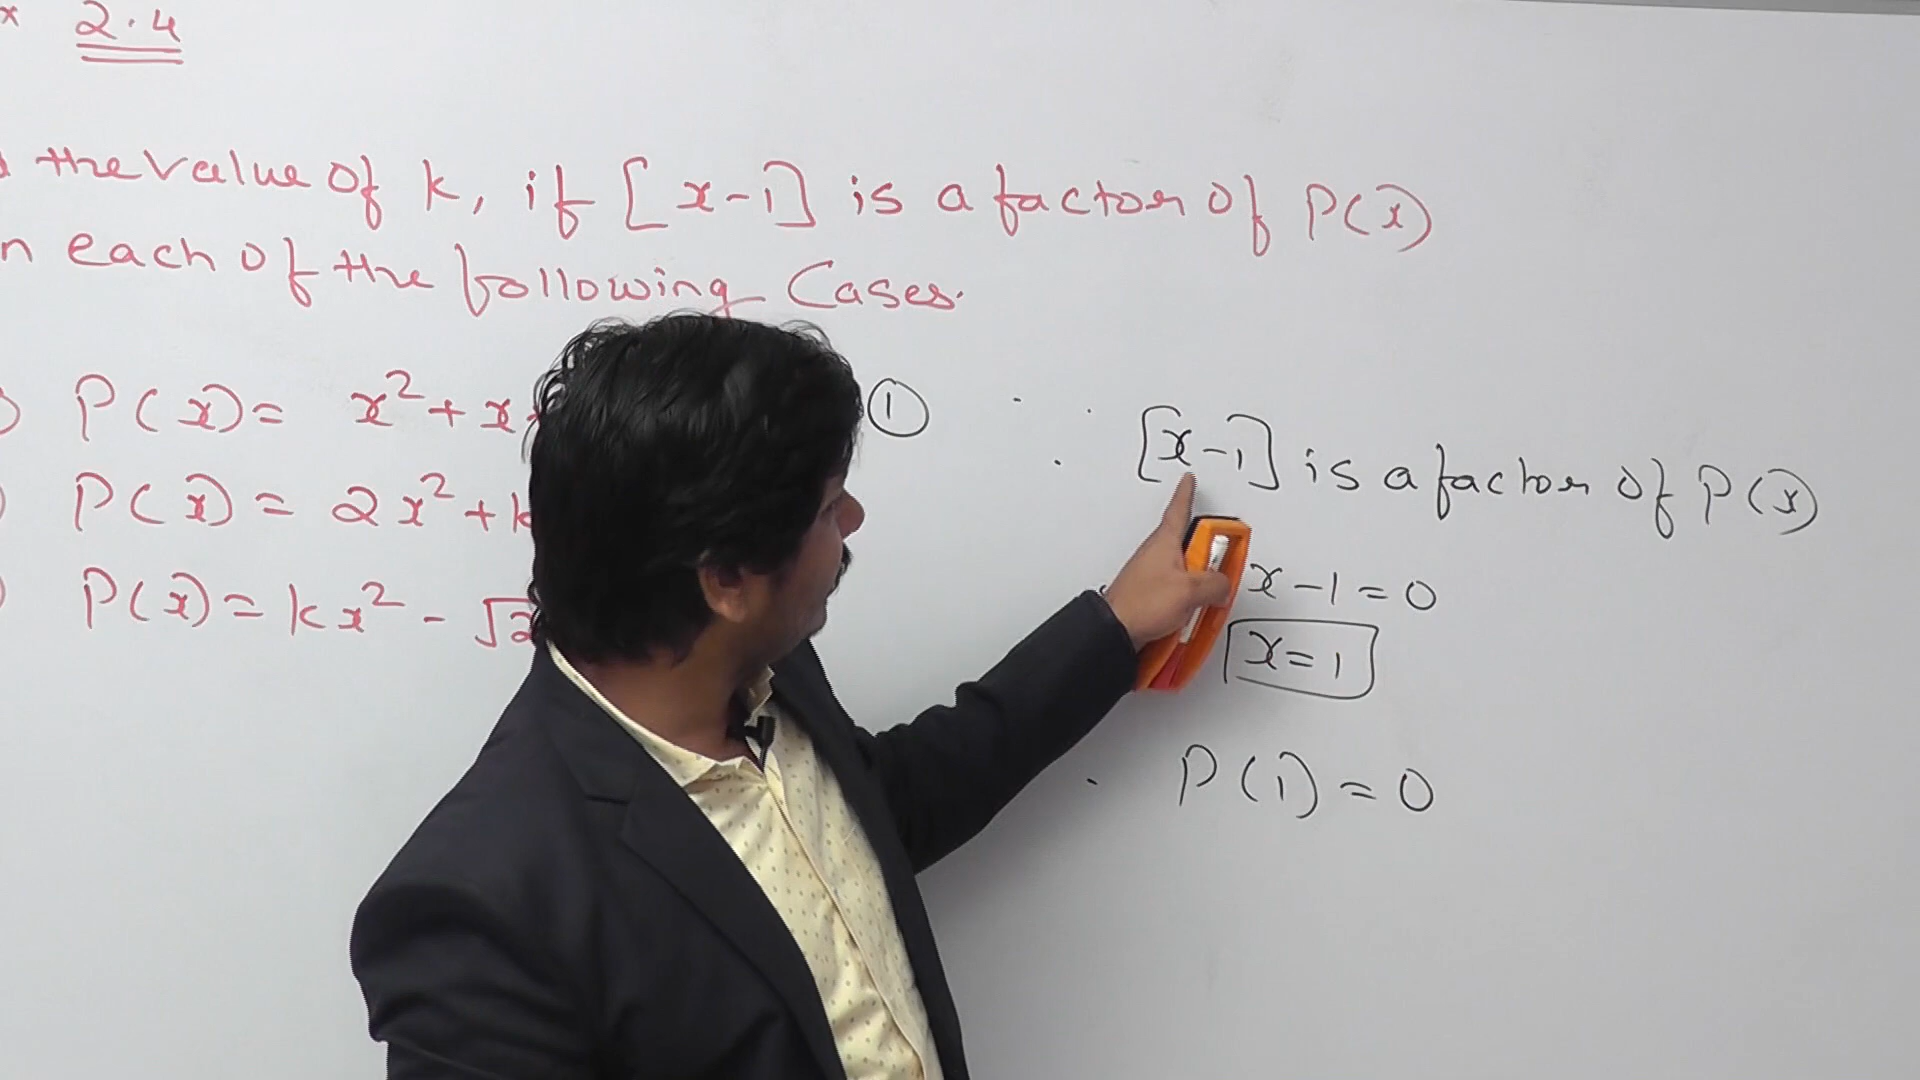 x 2.4
the value of k, if [x-1] is a factor of P(x)
n each of the following Cases.
P(x)= x²+x
P(x) = 2x²+k
P(x) = kx² - √2
①
∵ [x-1] is a factor of P(x)
x-1=0
x=1
P(1)=0